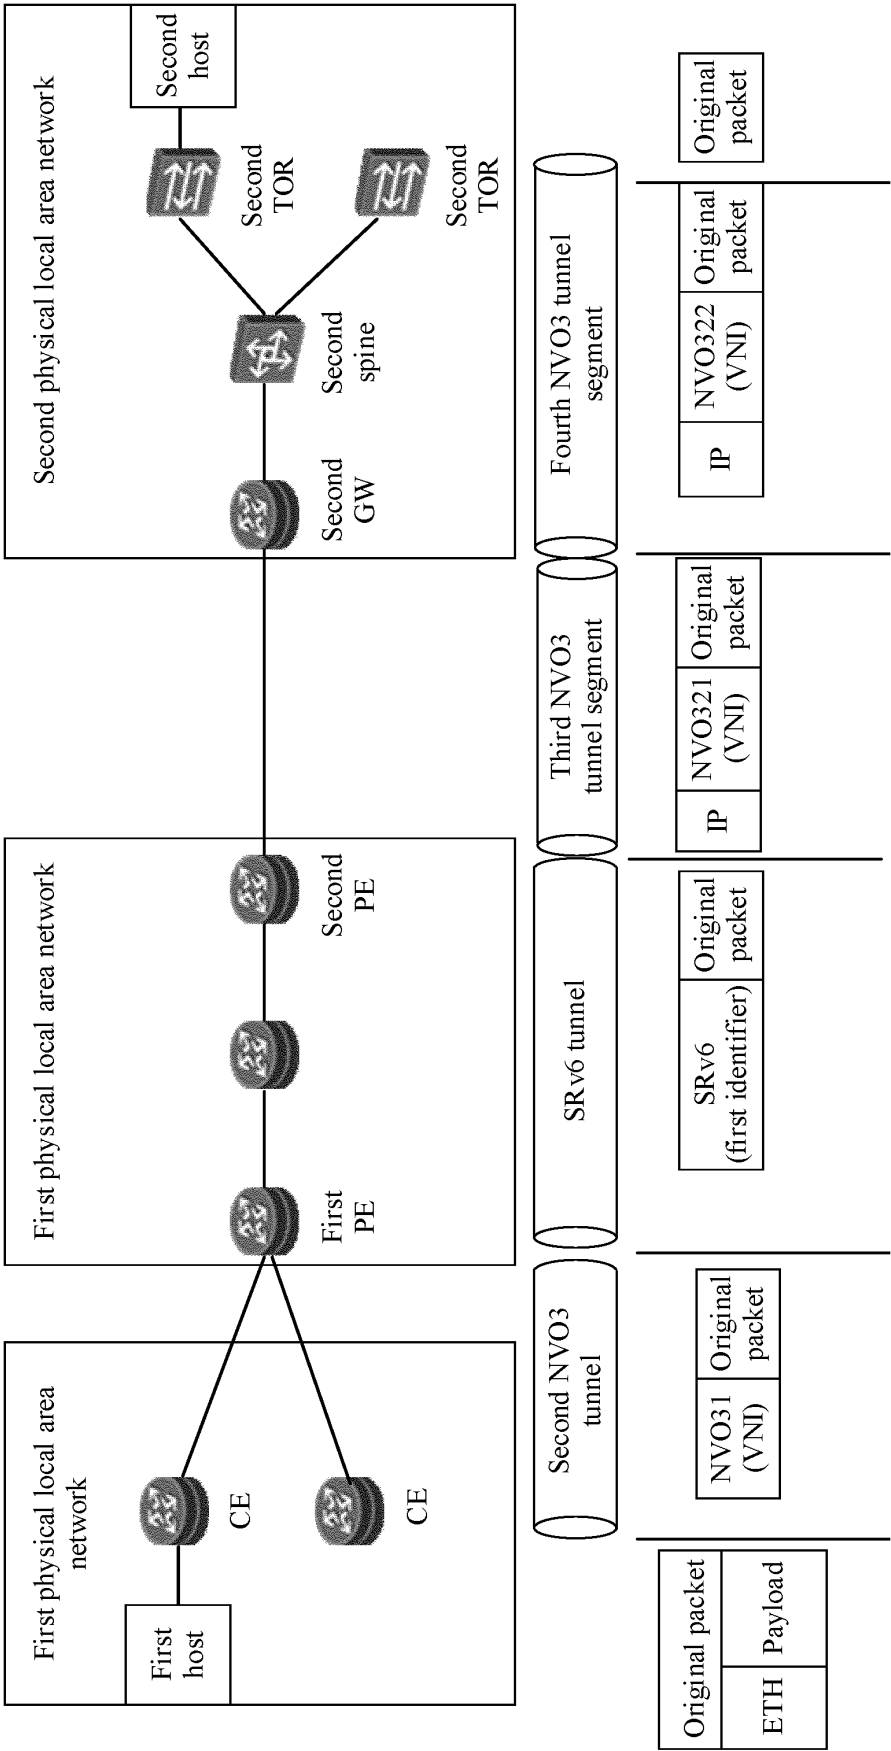 First physical local area
network
First
host
CE
CE
First physical local area network
First
PE
Second
PE
Second physical local area network
Second
GW
Second
spine
Second
TOR
Second
TOR
Second
host
Second NVO3
tunnel
SRv6 tunnel
Third NVO3
tunnel segment
Fourth NVO3 tunnel
segment
Original packet
ETH
Payload
NVO31
(VNI)
Original
packet
SRv6
(first identifier)
Original
packet
IP
NVO321
(VNI)
Original
packet
IP
NVO322
(VNI)
Original
packet
Original
packet